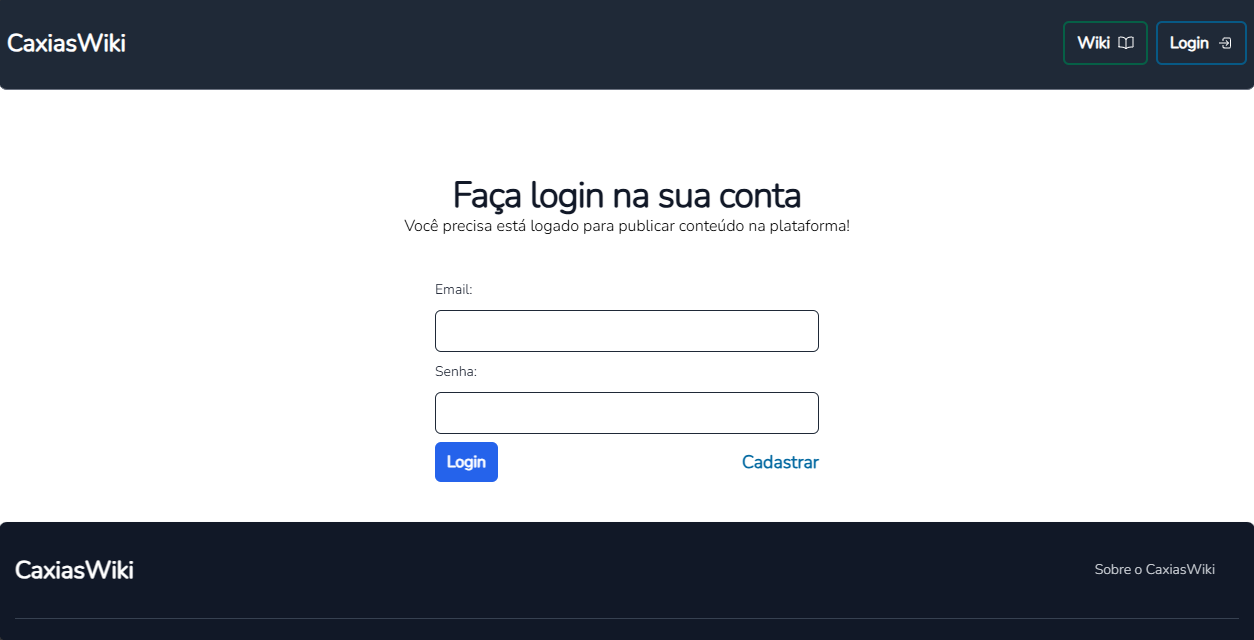 CaxiasWiki
Wiki
Login
Faça login na sua conta
Você precisa está logado para publicar conteúdo na plataforma!
Email:
Senha:
Login
Cadastrar
CaxiasWiki
Sobre o CaxiasWiki